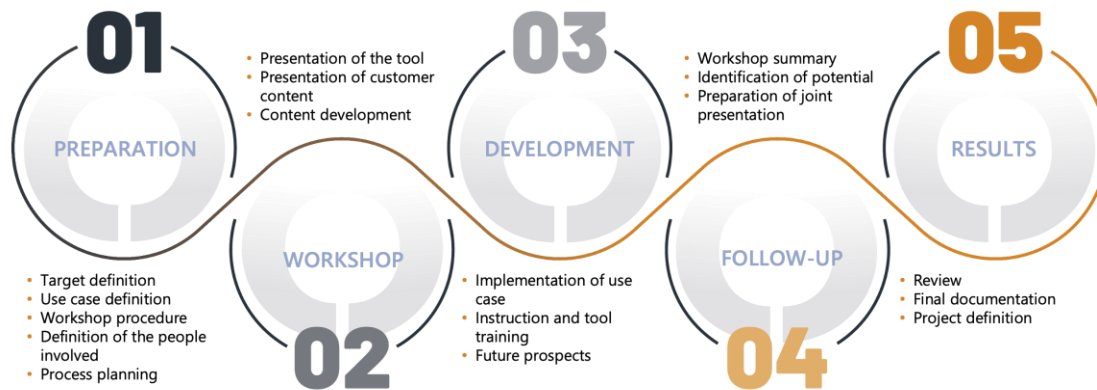 01
PREPARATION
• Target definition
• Use case definition
• Workshop procedure
• Definition of the people
involved
• Process planning
• Presentation of the tool
• Presentation of customer
content
• Content development
WORKSHOP
02
03
DEVELOPMENT
• Implementation of use
case
• Instruction and tool
training
• Future prospects
• Workshop summary
• Identification of potential
• Preparation of joint
presentation
FOLLOW-UP
04
05
RESULTS
• Review
• Final documentation
• Project definition